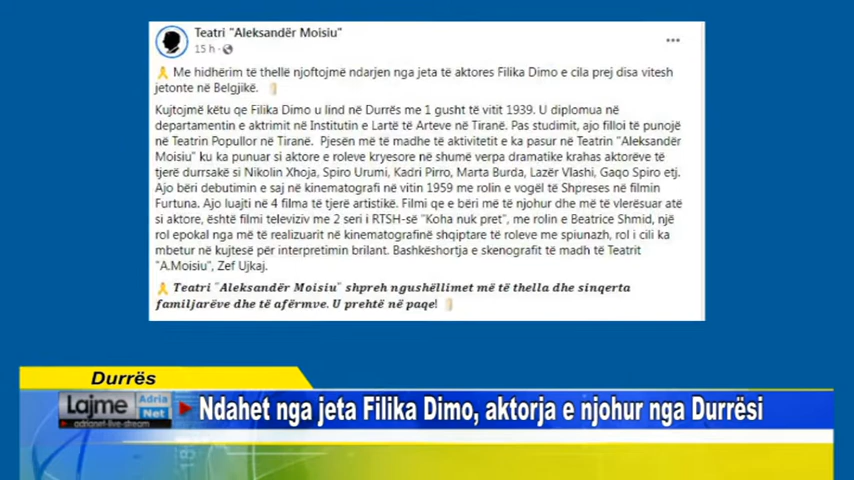 Teatri "Aleksandër Moisiu"
15 h ·
Me hidhërim të thellë njoftojmë ndarjen nga jeta të aktores Filika Dimo e cila prej disa vitesh
jetonte në Belgjikë.
Kujtojmë këtu qe Filika Dimo u lind në Durrës me 1 gusht të vitit 1939. U diplomua në
departamentin e aktrimit në Institutin e Lartë të Arteve në Tiranë. Pas studimit, ajo filloi të punojë
në Teatrin Popullor në Tiranë. Pjesën më të madhe të aktivitetit e ka pasur në Teatrin "Aleksandër
Moisiu" ku ka punuar si aktore e roleve kryesore në shumë verpa dramatike krahas aktorëve të
tjerë durrsakë si Nikolin Xhoja, Spiro Urumi, Kadri Pirro, Marta Burda, Lazër Vlashi, Gaqo Spiro etj.
Ajo bëri debutimin e saj në kinematografi në vitin 1959 me rolin e vogël të Shpreses në filmin
Furtuna. Ajo luajti në 4 filma të tjerë artistikë. Filmi qe e bëri më të njohur dhe më të vlerësuar atë
si aktore, është filmi televiziv me 2 seri i RTSH-së "Koha nuk pret", me rolin e Beatrice Shmid, një
rol epokal nga më të realizuarit në kinematografinë shqiptare të roleve me spiunazh, rol i cili ka
mbetur në kujtesë për interpretimin brilant. Bashkëshortja e skenografit të madh të Teatrit
"A.Moisiu", Zef Ujkaj.
Teatri "Aleksandër Moisiu" shpreh ngushëllimet më të thella dhe sinqerta
familjarëve dhe të afërmve. U prehtë në paqe!
Durrës
Lajme Adria Net
adrianet-live-stream
Ndahet nga jeta Filika Dimo, aktorja e njohur nga Durrësi